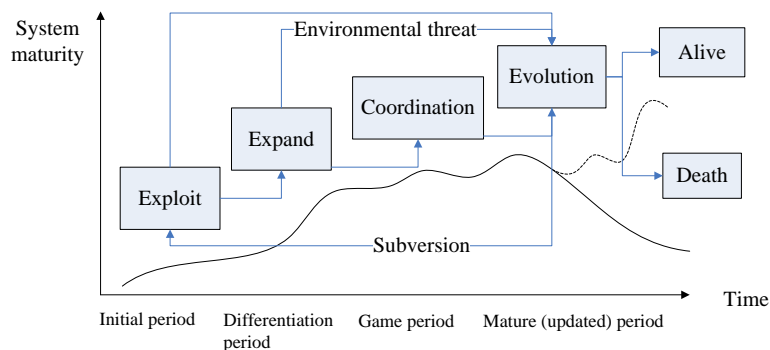 System
maturity
Environmental threat
Evolution
Alive
Coordination
Expand
Exploit
Death
Subversion
Time
Initial period
Differentiation
period
Game period
Mature (updated) period